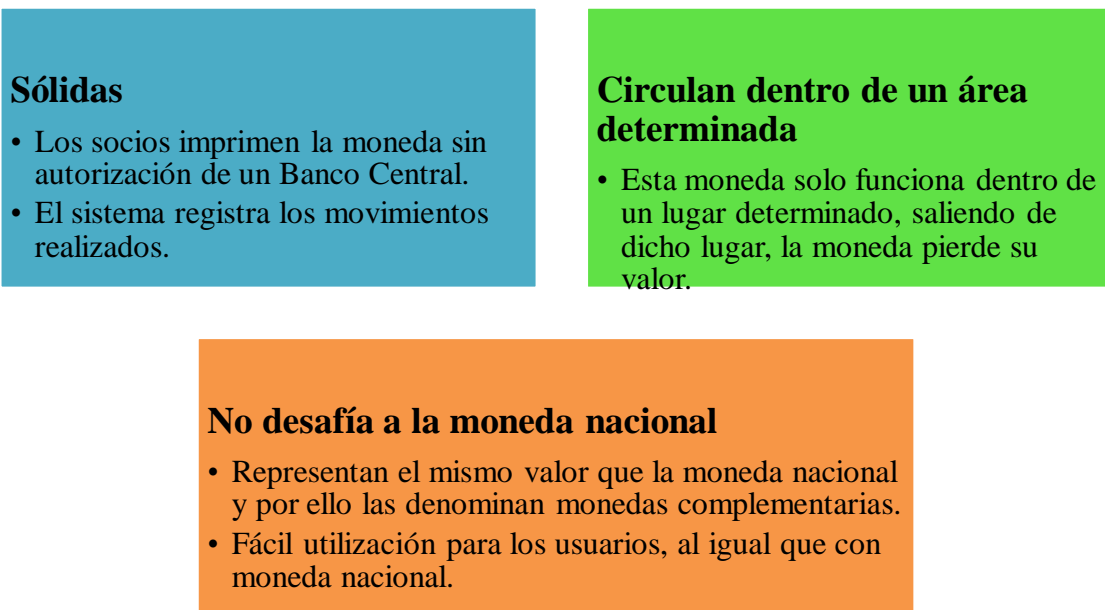 Sólidas
• Los socios imprimen la moneda sin
autorización de un Banco Central.
• El sistema registra los movimientos
realizados.
Circulan dentro de un área
determinada
• Esta moneda solo funciona dentro de
un lugar determinado, saliendo de
dicho lugar, la moneda pierde su
valor.
No desafía a la moneda nacional
• Representan el mismo valor que la moneda nacional
y por ello las denominan monedas complementarias.
• Fácil utilización para los usuarios, al igual que con
moneda nacional.